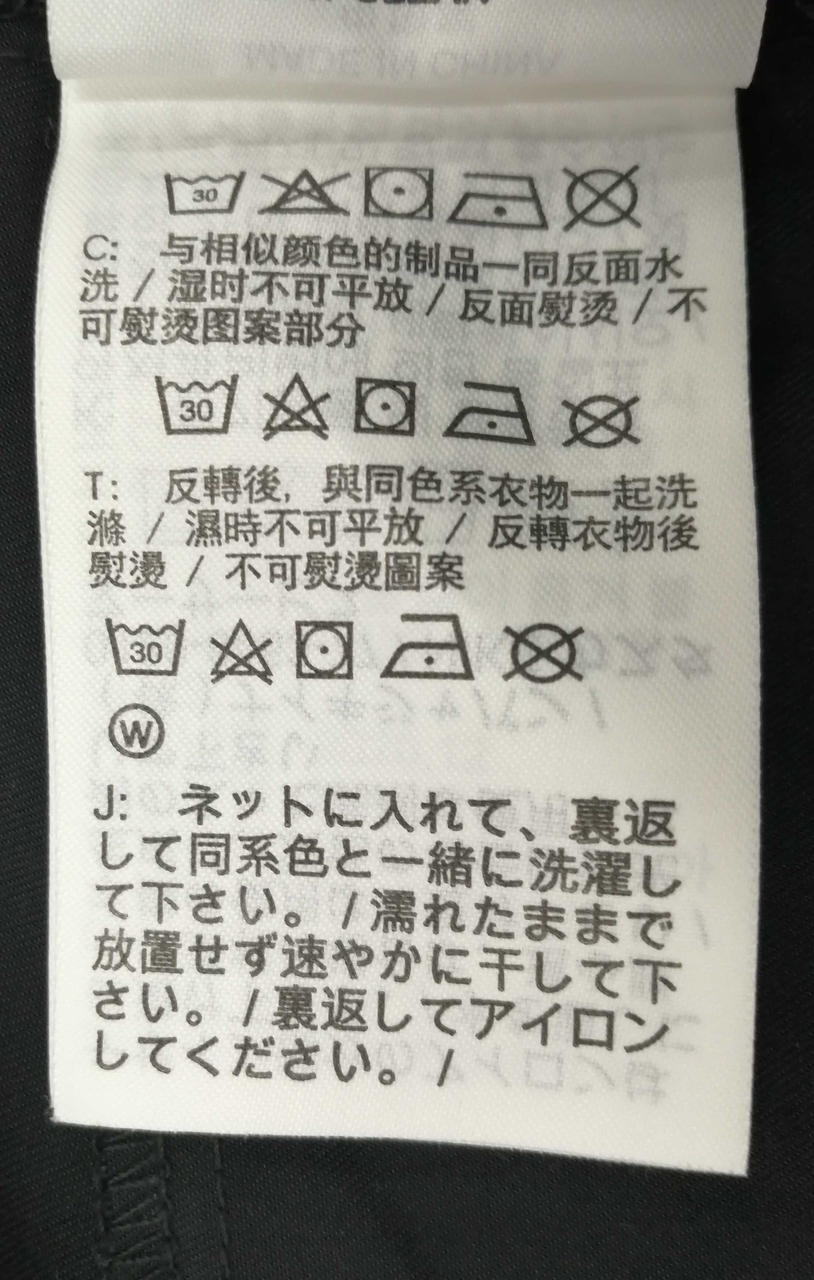 30
C: 与相似颜色的制品一同反面水
洗 / 湿时不可平放 / 反面熨烫 / 不
可熨烫图案部分
30
T: 反轉後, 與同色系衣物一起洗
滌 / 濕時不可平放 / 反轉衣物後
熨燙 / 不可熨燙圖案
30
W
J: ネットに入れて、裏返
して同系色と一緒に洗濯し
て下さい。 /濡れたままで
放置せず速やかに干して下
さい。 /裏返してアイロン
してください。/